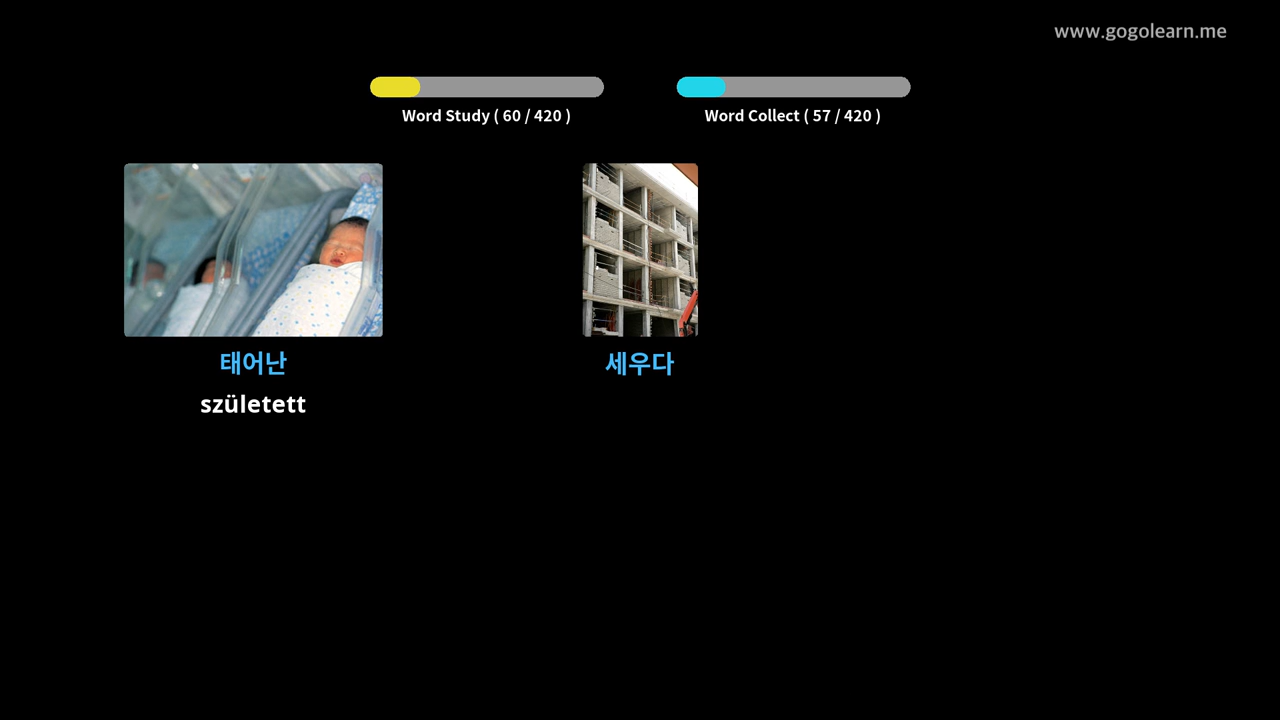 www.gogolearn.me
Word Study ( 60 / 420 )
Word Collect ( 57 / 420 )
태어난
세우다
született